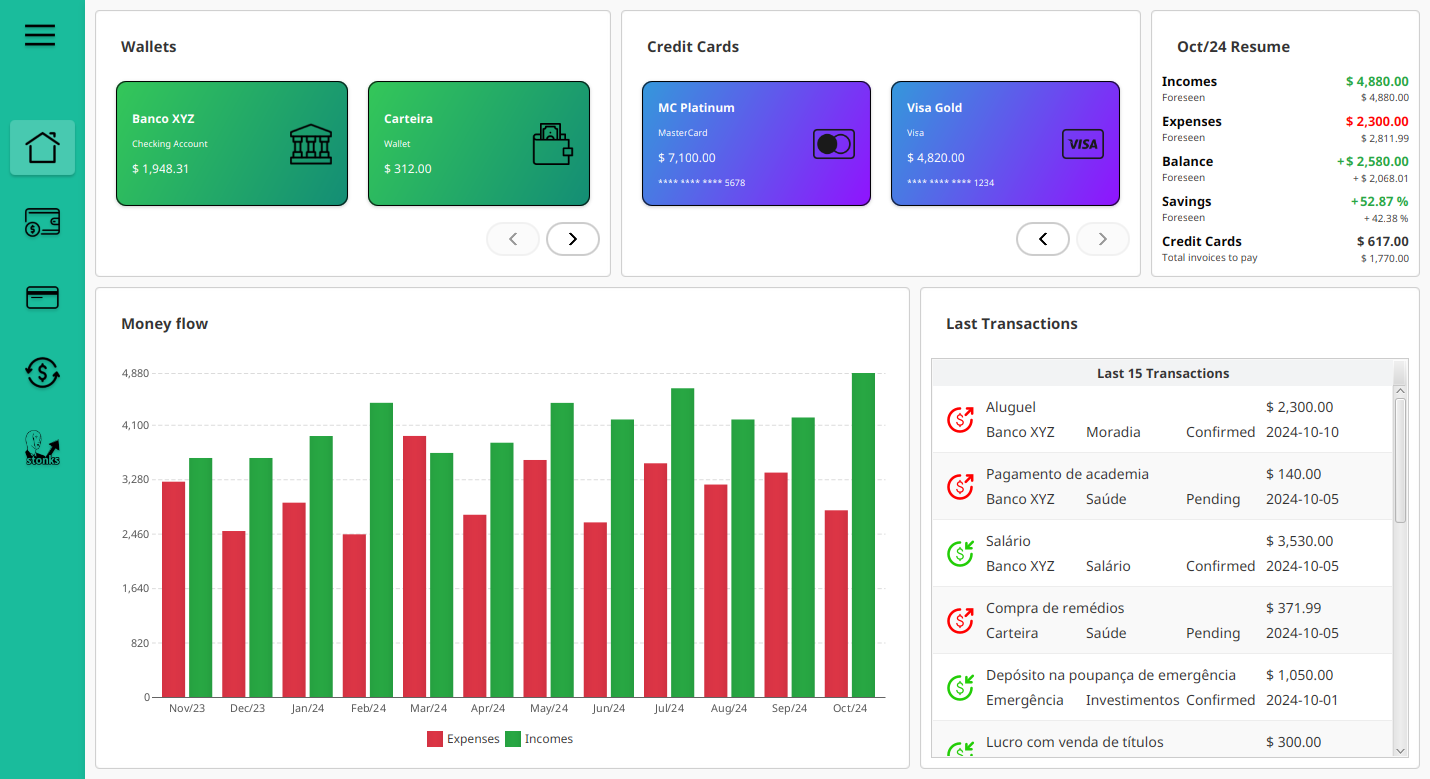 Wallets
Banco XYZ
Checking Account
$ 1,948.31
Carteira
Wallet
$ 312.00
Credit Cards
MC Platinum
MasterCard
$ 7,100.00
**** **** **** 5678
Visa Gold
Visa
$ 4,820.00
**** **** **** 1234
VISA
Oct/24 Resume
Incomes $ 4,880.00
Foreseen $ 4,880.00
Expenses $ 2,300.00
Foreseen $ 2,811.99
Balance +$ 2,580.00
Foreseen +$ 2,068.01
Savings +52.87 %
Foreseen +42.38 %
Credit Cards $ 617.00
Total invoices to pay $ 1,770.00
stonks
Money flow
4,880
4,100
3,280
2,460
1,640
820
0
Nov/23 Dec/23 Jan/24 Feb/24 Mar/24 Apr/24 May/24 Jun/24 Jul/24 Aug/24 Sep/24 Oct/24
Expenses Incomes
Last Transactions
Last 15 Transactions
Aluguel $ 2,300.00
Banco XYZ Moradia Confirmed 2024-10-10
Pagamento de academia $ 140.00
Banco XYZ Saúde Pending 2024-10-05
Salário $ 3,530.00
Banco XYZ Salário Confirmed 2024-10-05
Compra de remédios $ 371.99
Carteira Saúde Pending 2024-10-05
Depósito na poupança de emergência $ 1,050.00
Emergência Investimentos Confirmed 2024-10-01
Lucro com venda de títulos $ 300.00